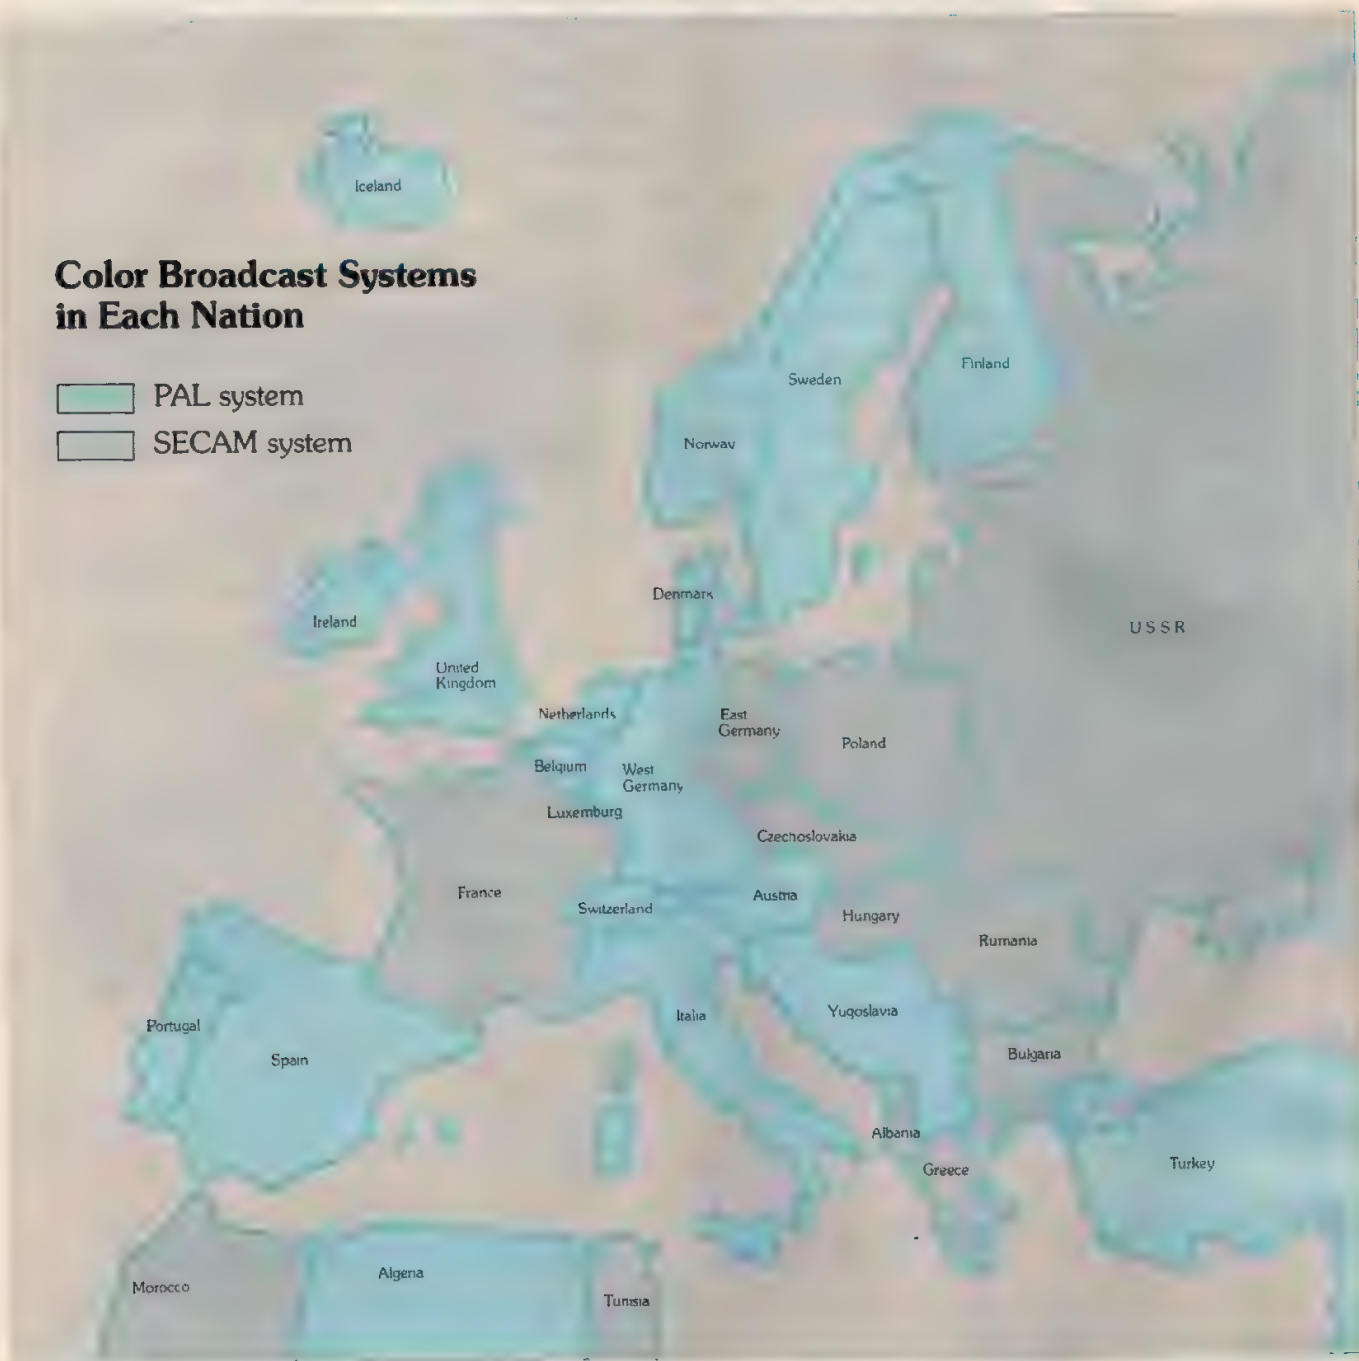 Iceland
Color Broadcast Systems
in Each Nation
PAL system
SECAM system
Finland
Sweden
Norway
Denmark
Ireland
USSR
United
Kingdom
Netherlands
East
Germany
Poland
Belgium
West
Germany
Luxemburg
Czechoslovakia
France
Switzerland
Austria
Hungary
Rumania
Portugal
Spain
Italia
Yugoslavia
Bulgaria
Albania
Greece
Turkey
Morocco
Algeria
Tunisia